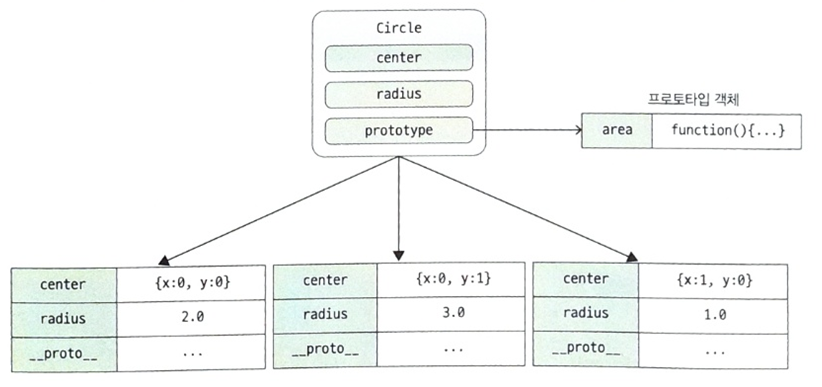 Circle
center
radius
프로토타입 객체
prototype
area function(){...}
center {x:0, y:0}
radius 2.0
__proto__ ...
center {x:0, y:1}
radius 3.0
__proto__ ...
center {x:1, y:0}
radius 1.0
__proto__ ...